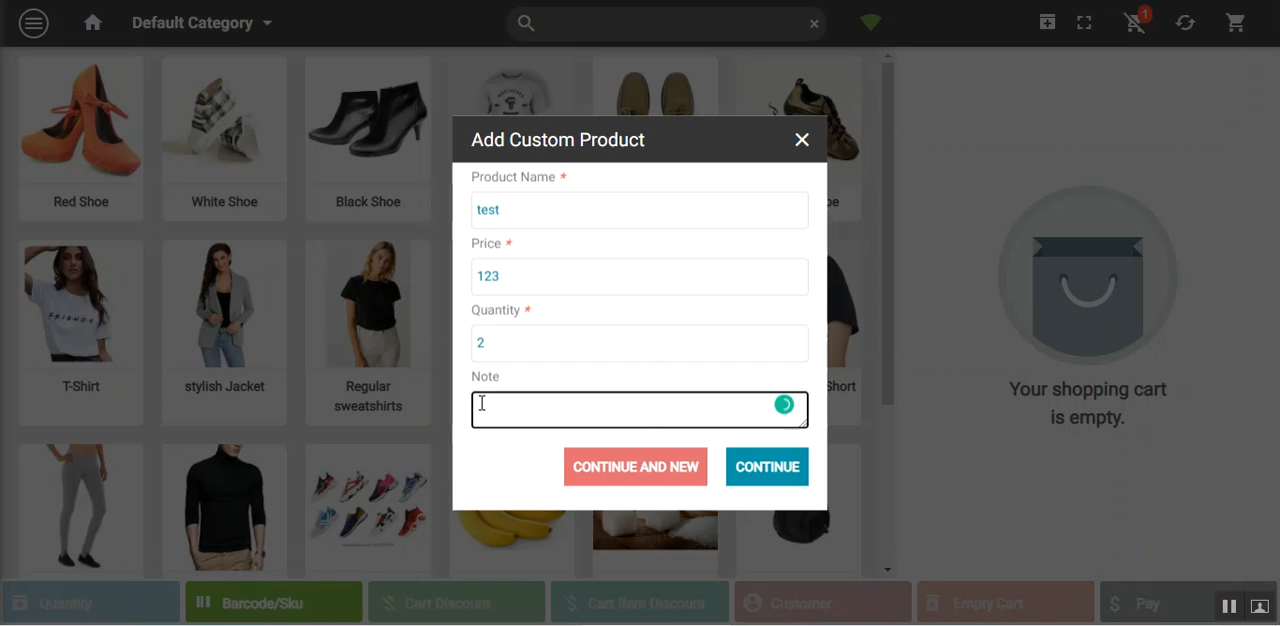 Default Category
1
Add Custom Product
Product Name *
test
Price *
123
Quantity *
2
Note
CONTINUE AND NEW
CONTINUE
Red Shoe
White Shoe
Black Shoe
T-Shirt
stylish Jacket
Regular
sweatshirts
FRIENDS
Short
Your shopping cart
is empty.
Quantity
Barcode/Sku
Cart Discount
Cart Item Discount
Customer
Empty Cart
$ Pay